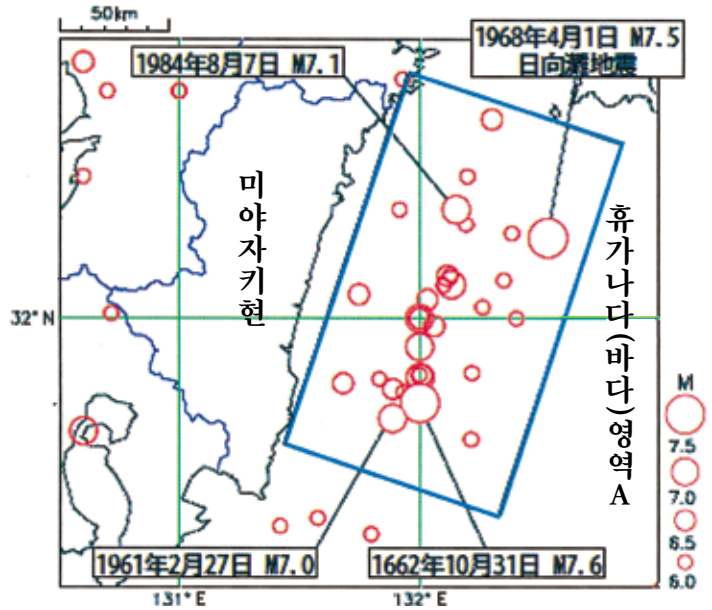 50km
1968年4月1日 M7.5
日向灘地震
1984年8月7日 M7.1
미야자키현
휴가나다(바다)영역A
32°N
M
7.5
7.0
6.5
6.0
1961年2月27日 M7.0
1662年10月31日 M7.6
131°E
132°E